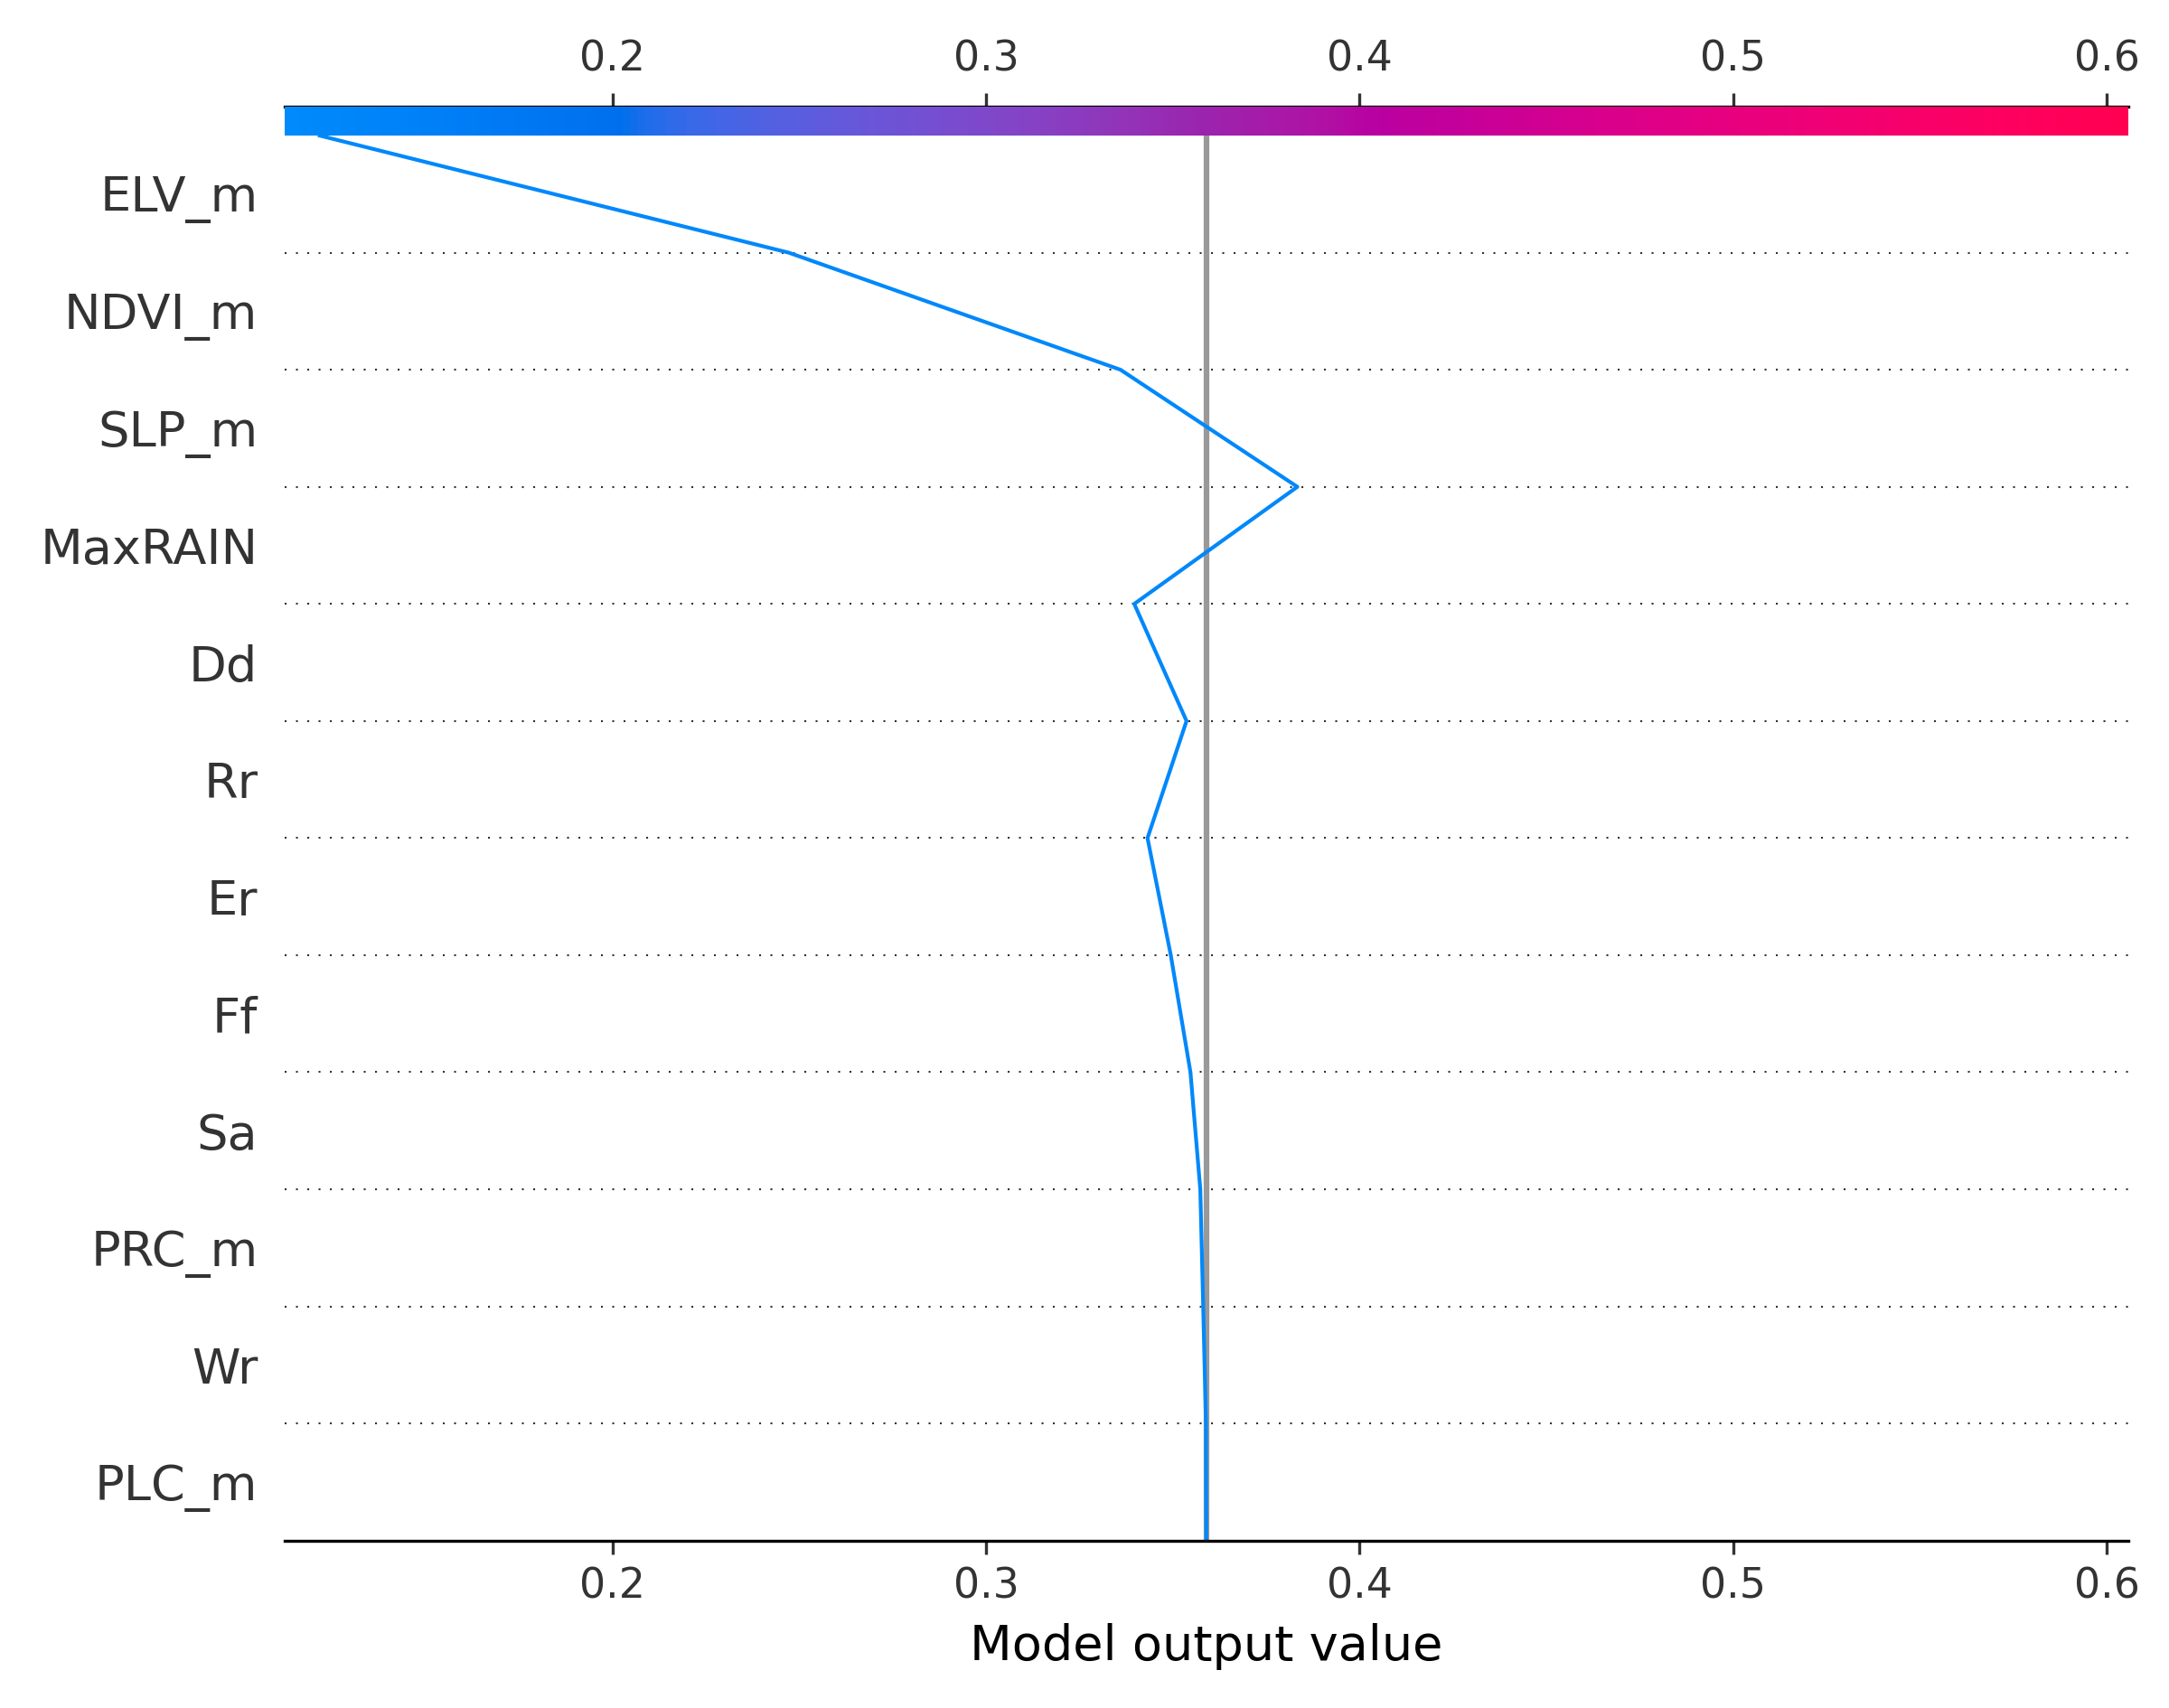 0.2 0.3 0.4 0.5 0.6
ELV_m
NDVI_m
SLP_m
MaxRAIN
Dd
Rr
Er
Ff
Sa
PRC_m
Wr
PLC_m
0.2 0.3 0.4 0.5 0.6
Model output value